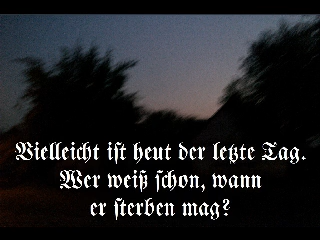 Vielleicht iſt heut der letzte Tag.
Wer weiß ſchon, wann
er ſterben mag?